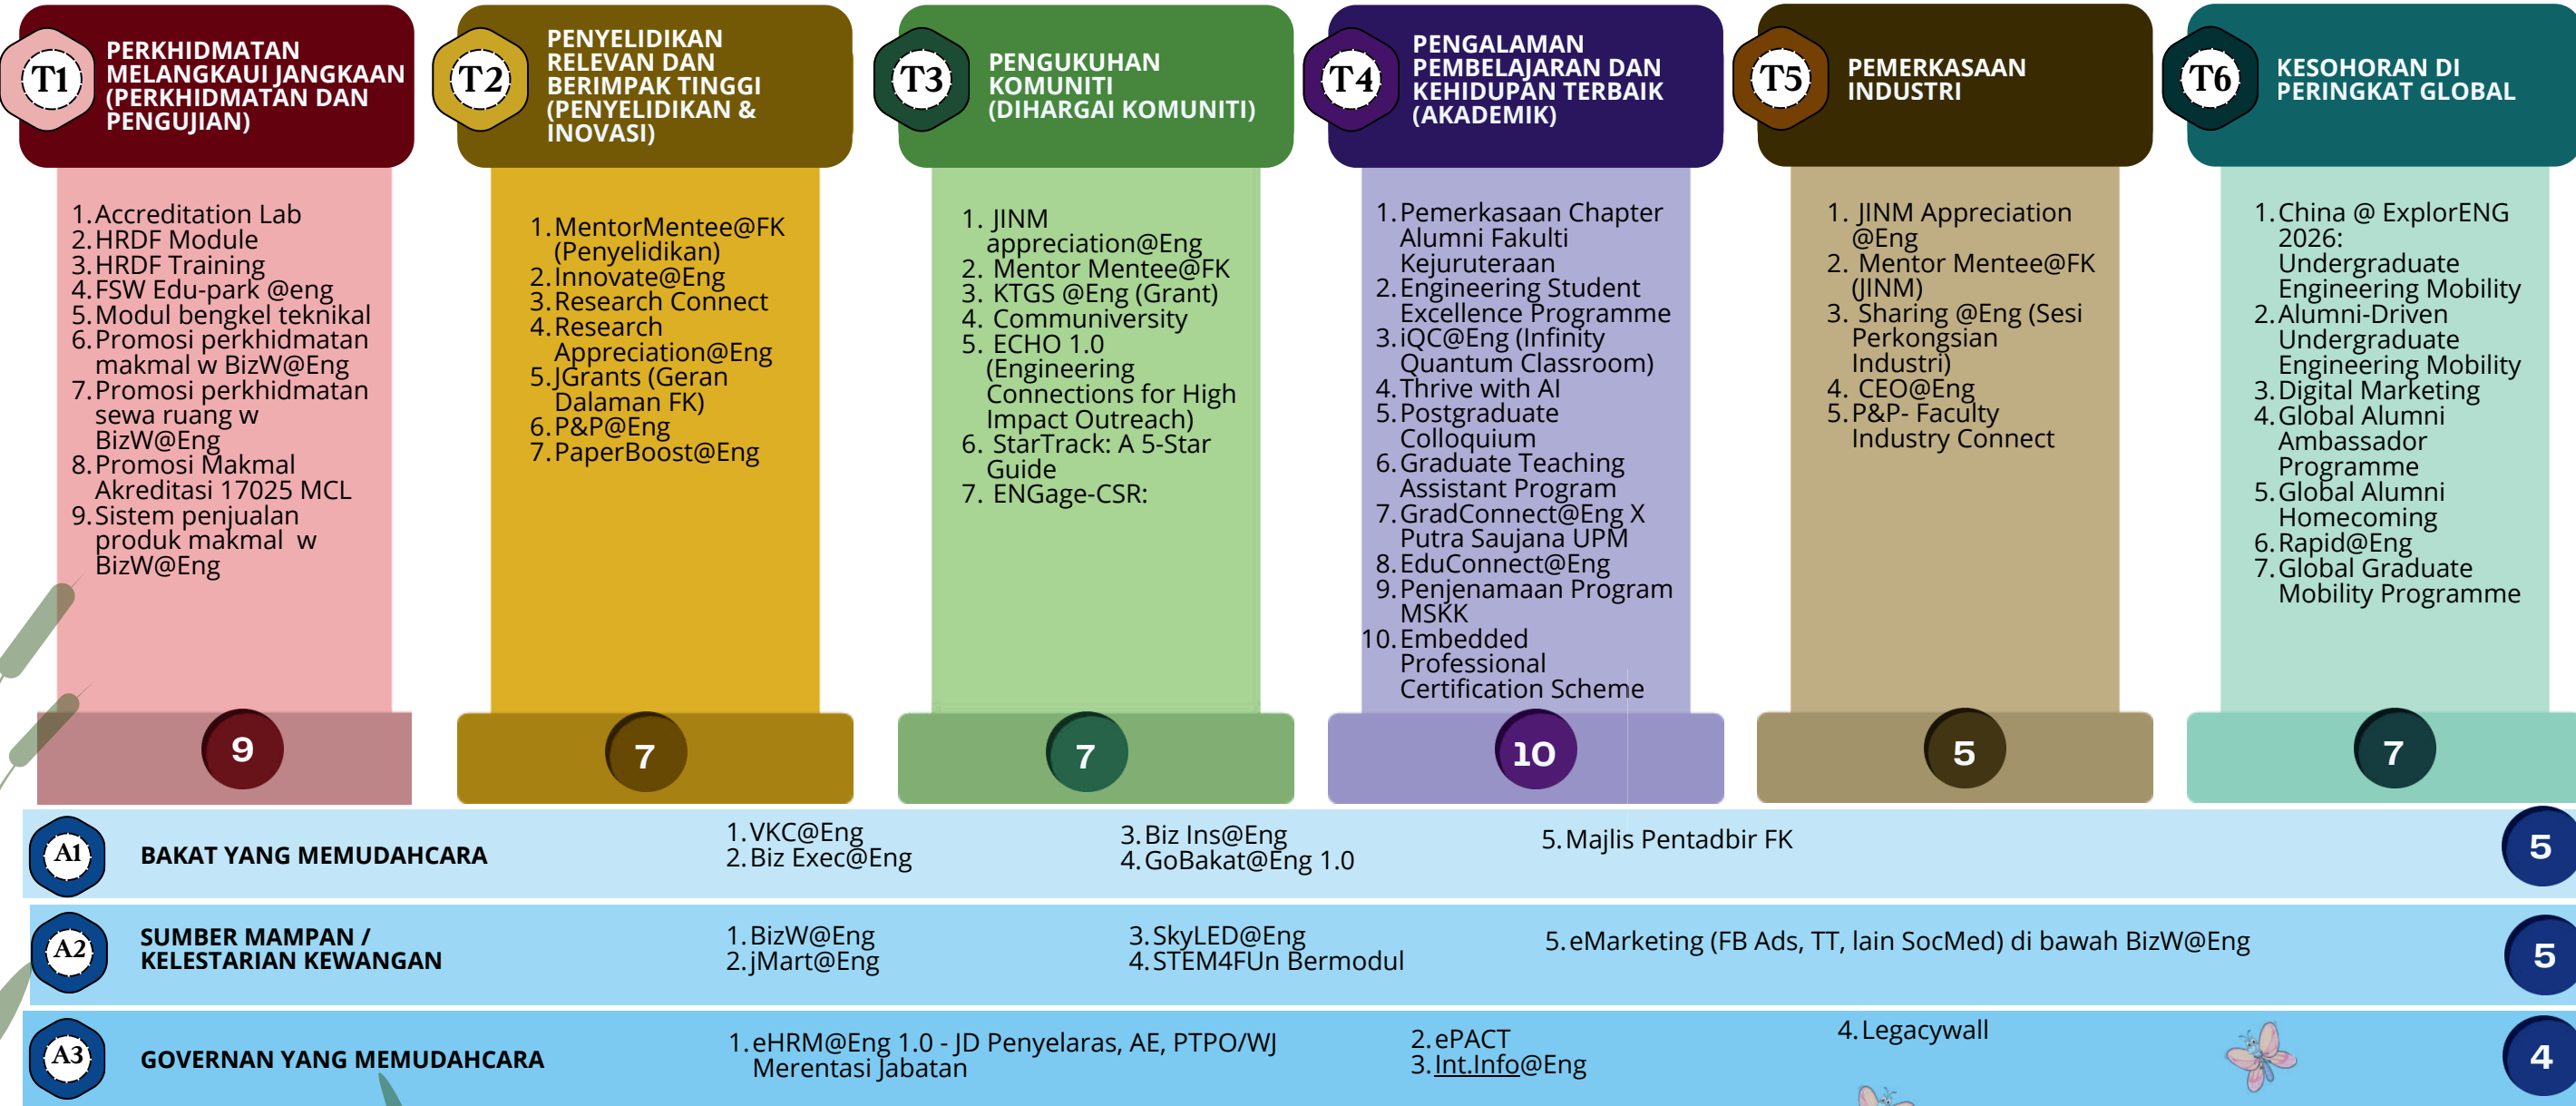 T1
PERKHIDMATAN
MELANGKAUI JANGKAAN
(PERKHIDMATAN DAN
PENGUJIAN)
1. Accreditation Lab
2. HRDF Module
3. HRDF Training
4. FSW Edu-park @eng
5. Modul bengkel teknikal
6. Promosi perkhidmatan
makmal w BizW@Eng
7. Promosi perkhidmatan
sewa ruang w
BizW@Eng
8. Promosi Makmal
Akreditasi 17025 MCL
9. Sistem penjualan
produk makmal w
BizW@Eng
9
T2
PENYELIDIKAN
RELEVAN DAN
BERIMPAK TINGGI
(PENYELIDIKAN &
INOVASI)
1. MentorMentee@FK
(Penyelidikan)
2. Innovate@Eng
3. Research Connect
4. Research
Appreciation@Eng
5. JGrants (Geran
Dalaman FK)
6. P&P@Eng
7. PaperBoost@Eng
7
T3
PENGUKUHAN
KOMUNITI
(DIHARGAI KOMUNITI)
1. JINM
appreciation@Eng
2. Mentor Mentee@FK
3. KTGS @Eng (Grant)
4. Communiversity
5. ECHO 1.0
(Engineering
Connections for High
Impact Outreach)
6. StarTrack: A 5-Star
Guide
7. ENGage-CSR:
7
T4
PENGALAMAN
PEMBELAJARAN DAN
KEHIDUPAN TERBAIK
(AKADEMIK)
1. Pemerkasaan Chapter
Alumni Fakulti
Kejuruteraan
2. Engineering Student
Excellence Programme
3. iQC@Eng (Infinity
Quantum Classroom)
4. Thrive with AI
5. Postgraduate
Colloquium
6. Graduate Teaching
Assistant Program
7. GradConnect@Eng X
Putra Saujana UPM
8. EduConnect@Eng
9. Penjenamaan Program
MSKK
10. Embedded
Professional
Certification Scheme
10
T5
PEMERKASAAN
INDUSTRI
1. JINM Appreciation
@Eng
2. Mentor Mentee@FK
(JINM)
3. Sharing @Eng (Sesi
Perkongsian
Industri)
4. CEO@Eng
5. P&P- Faculty
Industry Connect
5
T6
KESOHORAN DI
PERINGKAT GLOBAL
1. China @ ExplorENG
2026:
Undergraduate
Engineering Mobility
2. Alumni-Driven
Undergraduate
Engineering Mobility
3. Digital Marketing
4. Global Alumni
Ambassador
Programme
5. Global Alumni
Homecoming
6. Rapid@Eng
7. Global Graduate
Mobility Programme
7
A1
BAKAT YANG MEMUDAHCARA
1. VKC@Eng
2. Biz Exec@Eng
3. Biz Ins@Eng
4. GoBakat@Eng 1.0
5. Majlis Pentadbir FK
5
A2
SUMBER MAMPAN /
KELESTARIAN KEWANGAN
1. BizW@Eng
2. jMart@Eng
3. SkyLED@Eng
4. STEM4FUn Bermodul
5. eMarketing (FB Ads, TT, lain SocMed) di bawah BizW@Eng
5
A3
GOVERNAN YANG MEMUDAHCARA
1. eHRM@Eng 1.0 - JD Penyelaras, AE, PTPO/WJ
Merentasi Jabatan
2. ePACT
3. Int.Info@Eng
4. Legacywall
4